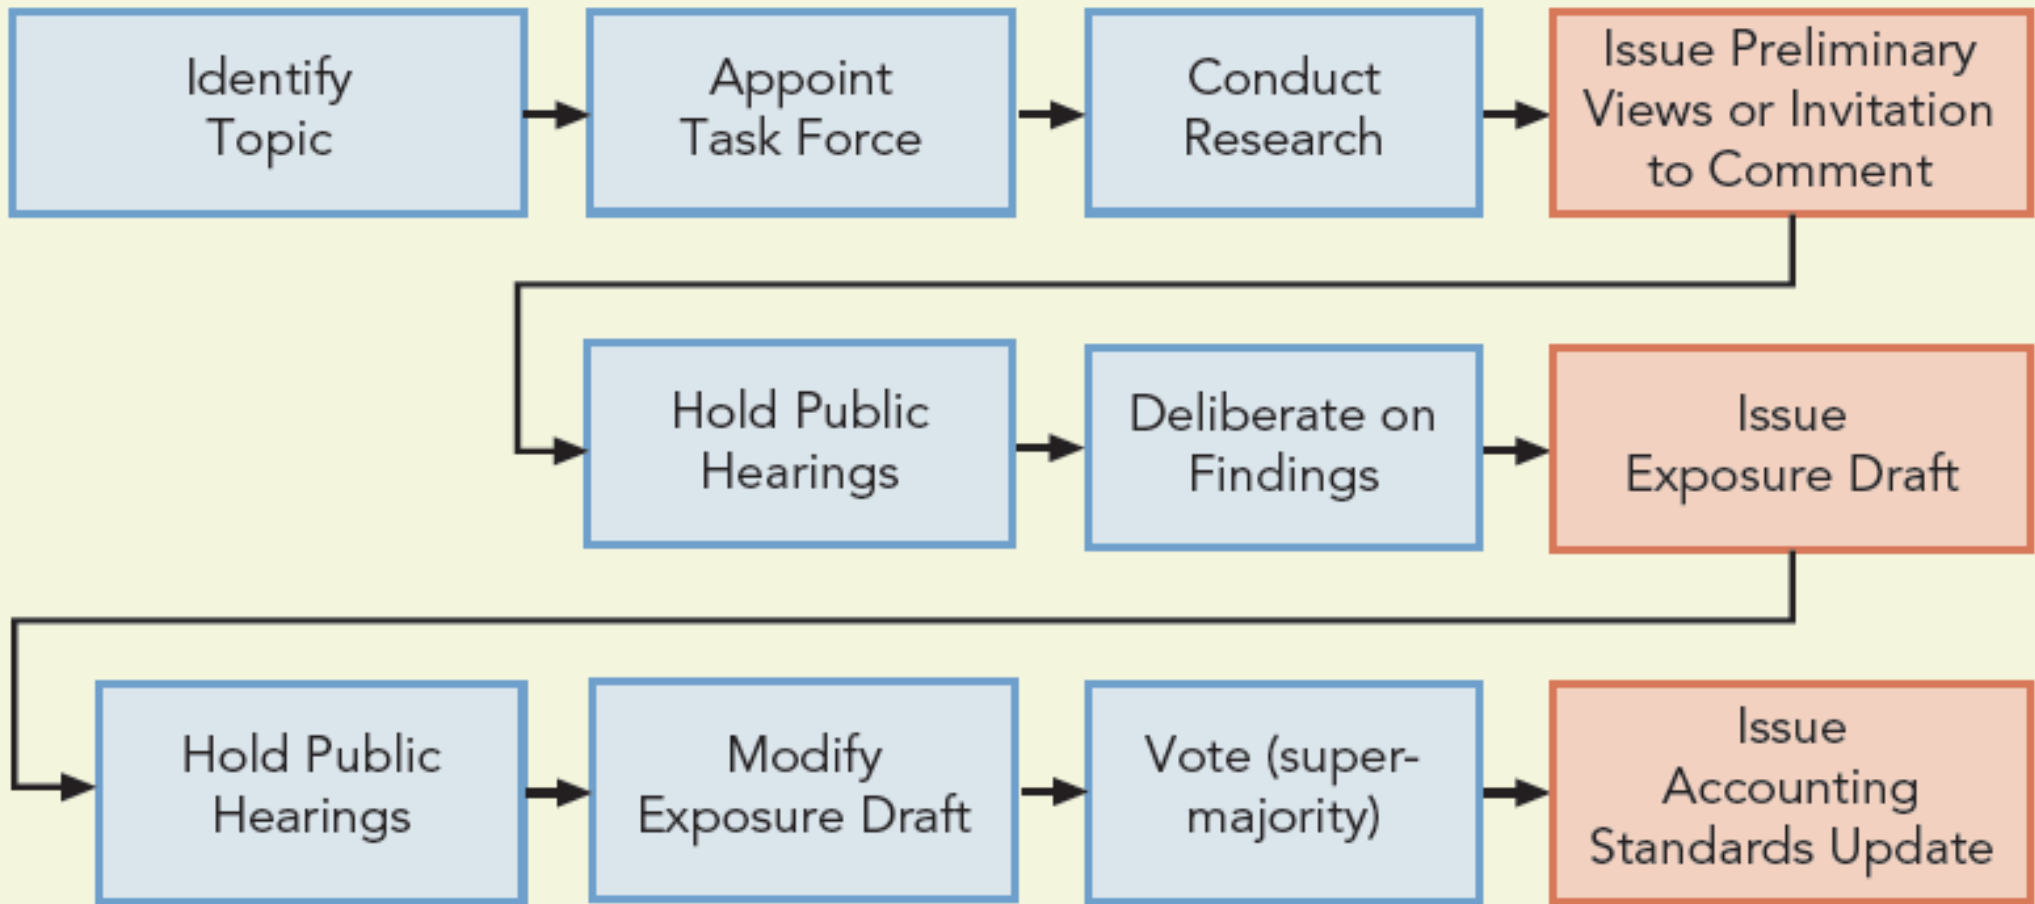 Identify
Topic
Appoint
Task Force
Conduct
Research
Issue Preliminary
Views or Invitation
to Comment
Hold Public
Hearings
Deliberate on
Findings
Issue
Exposure Draft
Hold Public
Hearings
Modify
Exposure Draft
Vote (super-
majority)
Issue
Accounting
Standards Update